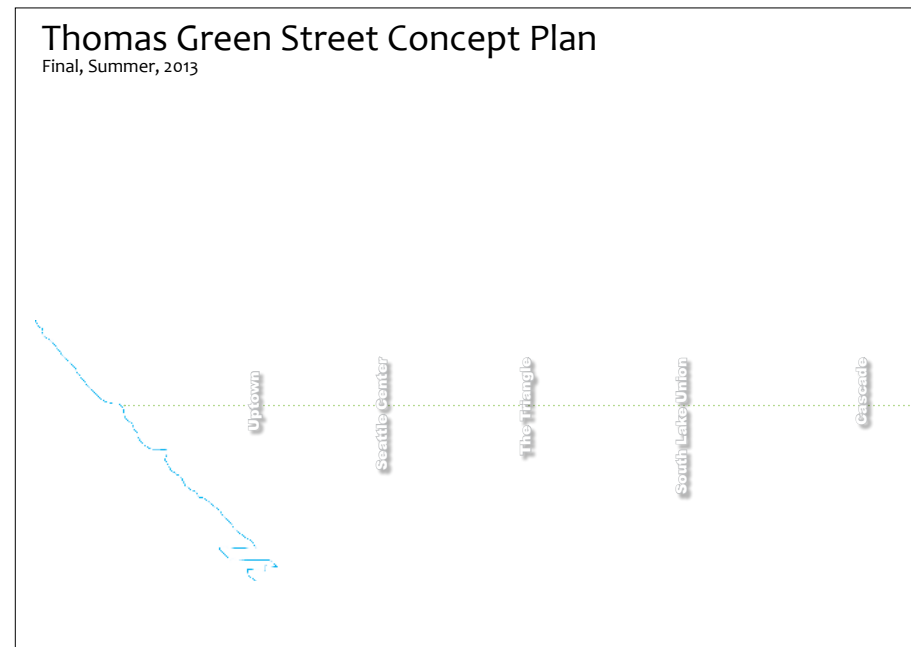 Thomas Green Street Concept Plan
Final, Summer, 2013
Uptown
Seattle Center
The Triangle
South Lake Union
Cascade